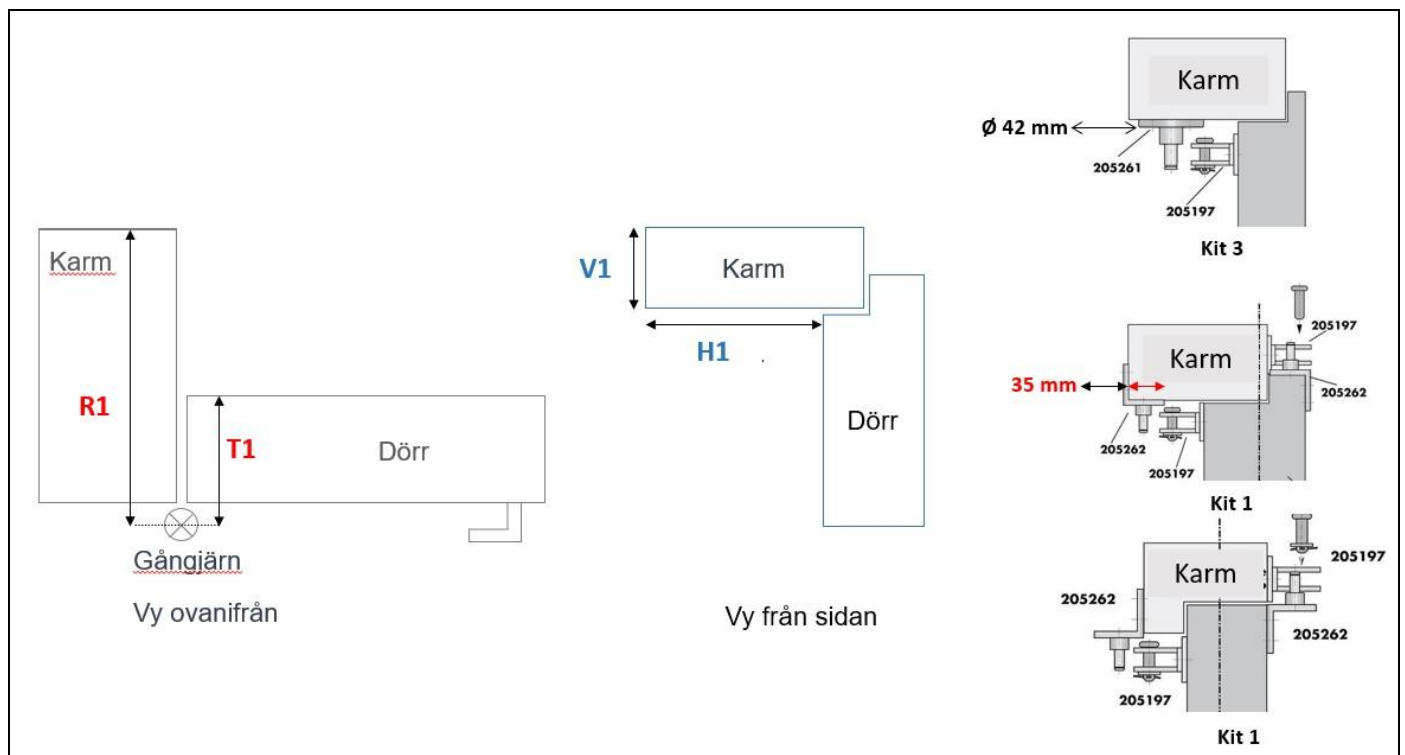 Karm
R1
T1
Dörr
Gångjärn
Vy ovanifrån
V1
Karm
H1
.
Dörr
Vy från sidan
Karm
Ø 42 mm
205261
205197
Kit 3
205197
Karm
35 mm
205262
205262
205197
Kit 1
205197
Karm
205262
205262
205197
Kit 1